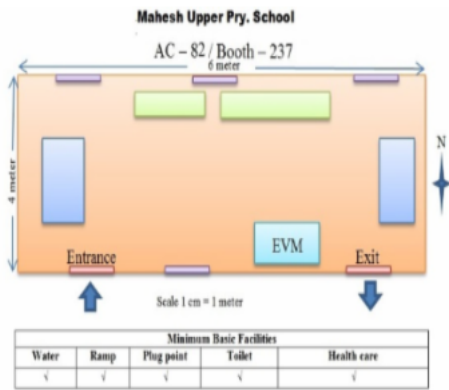 Mahesh Upper Pry. School
AC – 82 / Booth – 237
6 meter
4 meter
N
EVM
Entrance
Exit
Scale 1 cm = 1 meter
Minimum Basic Facilities
Water Ramp Plug point Toilet Health care
√ √ √ √ √